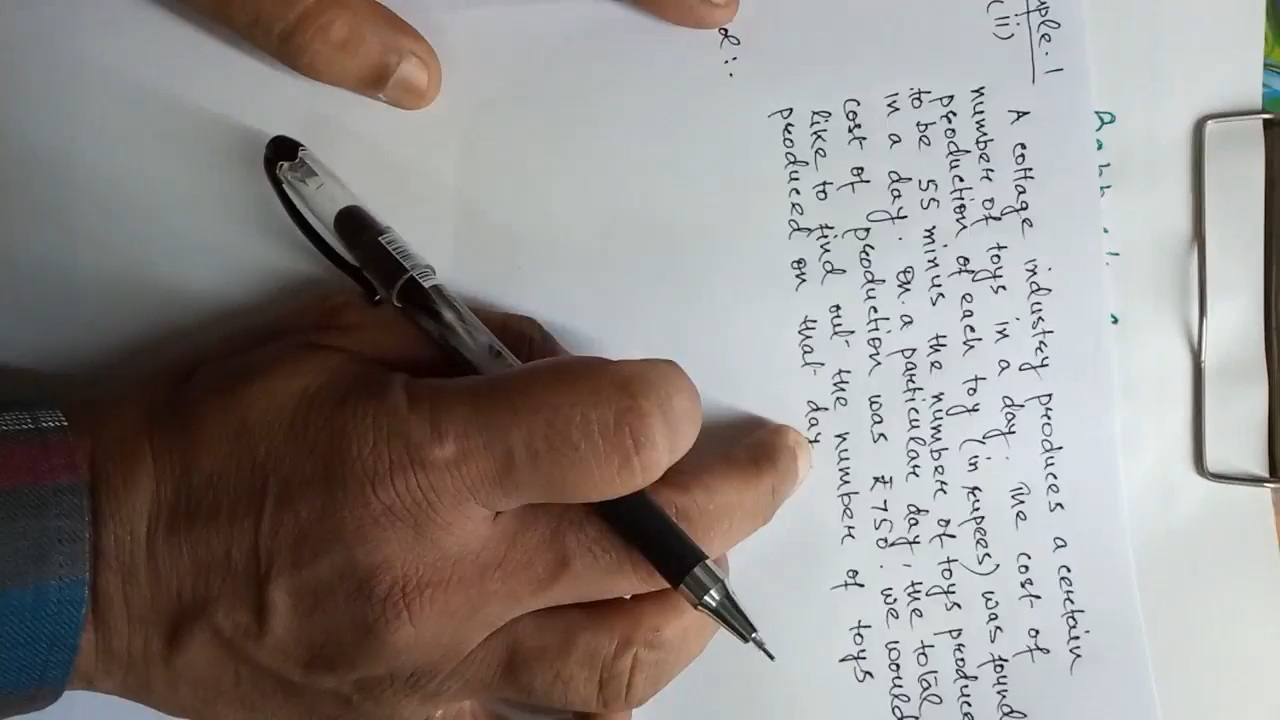 mple. 1
(ii)
A cottage industry produces a certain
number of toys in a day. The cost of
production of each toy (in rupees) was found
to be 55 minus the number of toys produce
in a day. on a particular day, the total
cost of production was ₹750. we would
like to find out the number of toys
produced on that day